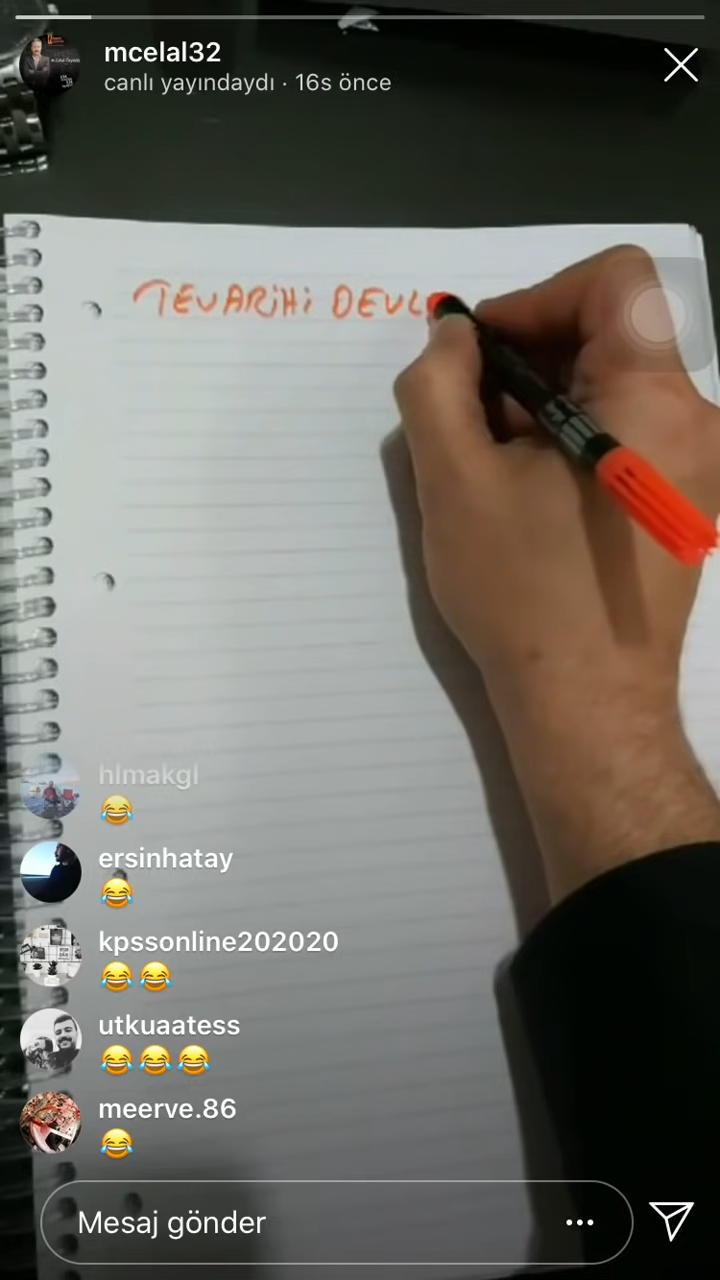 mcelal32
canlı yayındaydı · 16s önce
TEVARİHİ DEVL
hlmakgl
😂
ersinhatay
😂
kpssonline202020
😂😂
utkuaatess
😂😂😂
meerve.86
😂
Mesaj gönder